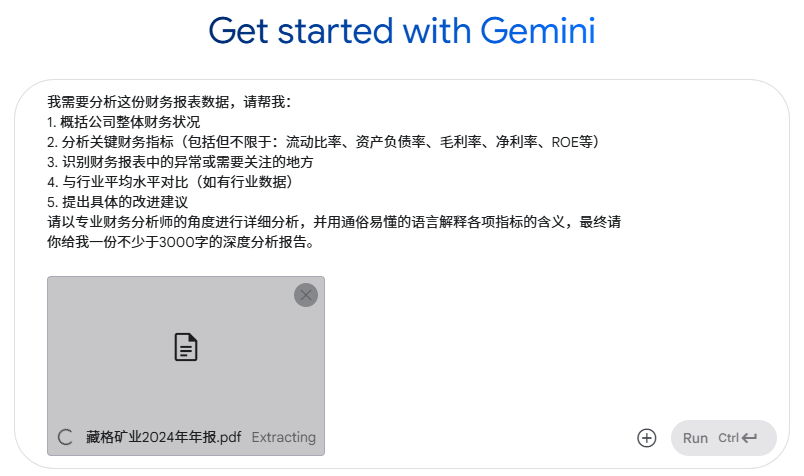 Get started with Gemini
我需要分析这份财务报表数据，请帮我：
1. 概括公司整体财务状况
2. 分析关键财务指标（包括但不限于：流动比率、资产负债率、毛利率、净利率、ROE等）
3. 识别财务报表中的异常或需要关注的地方
4. 与行业平均水平对比（如有行业数据）
5. 提出具体的改进建议
请以专业财务分析师的角度进行详细分析，并用通俗易懂的语言解释各项指标的含义，最终请
你给我一份不少于3000字的深度分析报告。
藏格矿业2024年年报.pdf Extracting
Run Ctrl↵